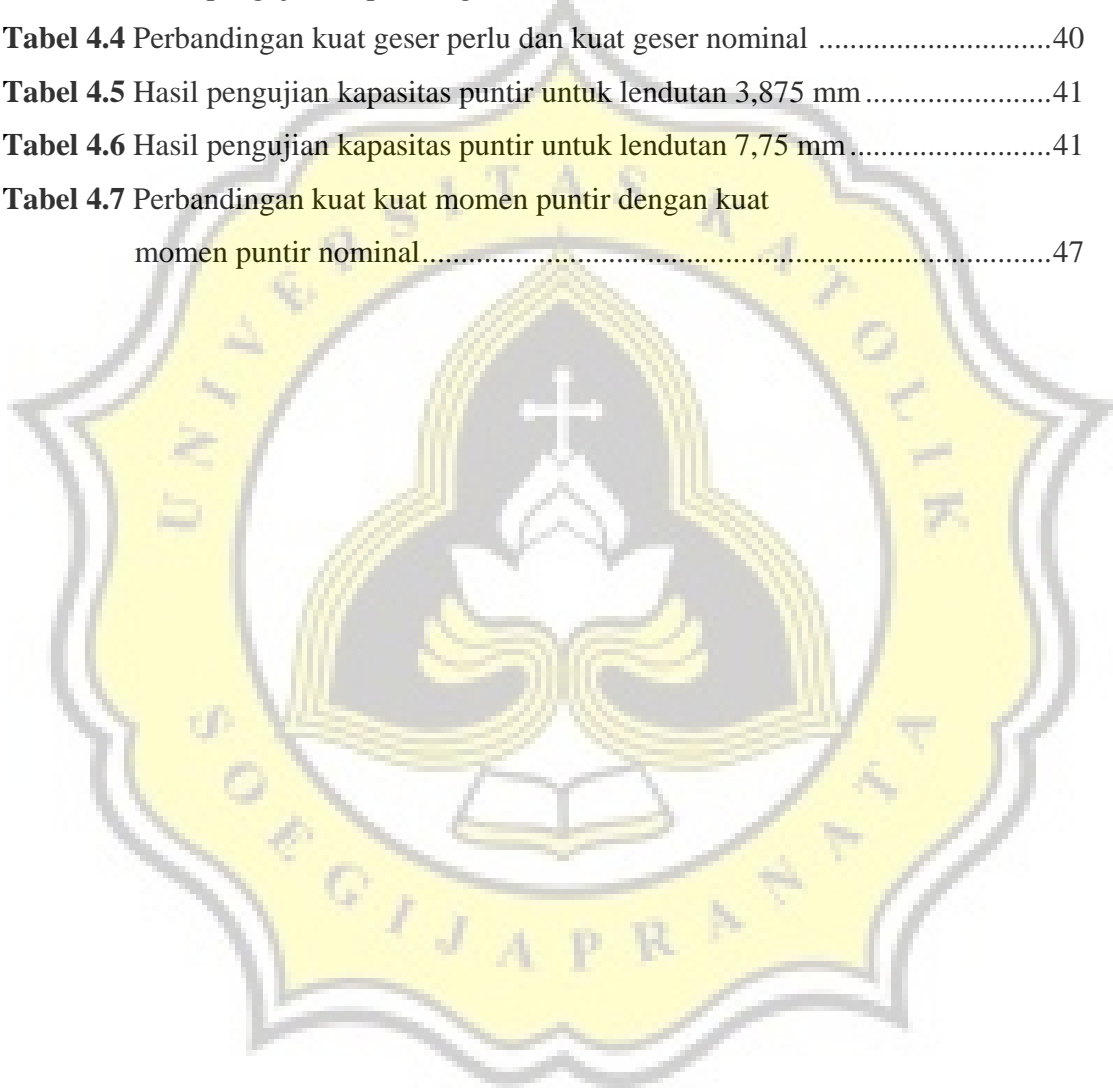 Tabel 4.4 Perbandingan kuat geser perlu dan kuat geser nominal ..............................40
Tabel 4.5 Hasil pengujian kapasitas puntir untuk lendutan 3,875 mm........................41
Tabel 4.6 Hasil pengujian kapasitas puntir untuk lendutan 7,75 mm..........................41
Tabel 4.7 Perbandingan kuat kuat momen puntir dengan kuat
momen puntir nominal................................................................................47
UNIVERSITAS KATOLIK
SOEGIJAPRANATA